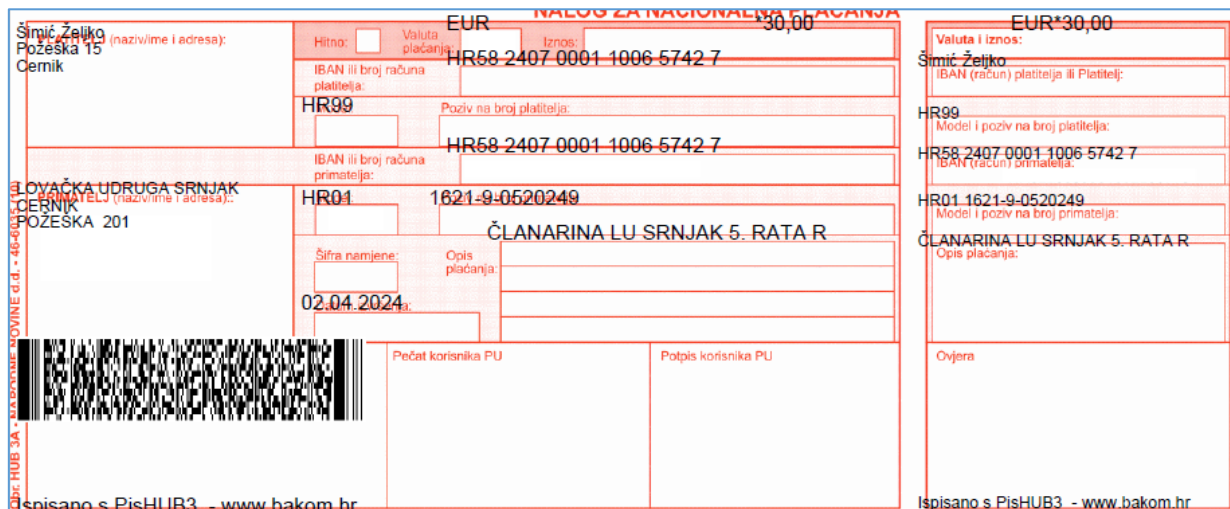 NALOG ZA NACIONALNA PLAĆANJA
EUR *30,00
Šimić Željko
PLATITELJ (naziv/ime i adresa):
Požeška 15
Cernik
Hitno:
Valuta plaćanja:
Iznos:
HR58 2407 0001 1006 5742 7
IBAN ili broj računa
platitelja:
HR99
Poziv na broj platitelja:
HR58 2407 0001 1006 5742 7
IBAN ili broj računa
primatelja:
LOVAČKA UDRUGA SRNJAK
PRIMATELJ (naziv/ime i adresa):
CERNIK
POŽEŠKA 201
HR01 1621-9-0520249
ČLANARINA LU SRNJAK 5. RATA R
Šifra namjene:
Opis
plaćanja:
02.04.2024
Pečat korisnika PU
Potpis korisnika PU
Obr. HUB 3A - NARODNE NOVINE d.d. - 46-6035 (10)
Ispisano s PisHUB3 - www.bakom.hr
EUR*30,00
Valuta i iznos:
Šimić Željko
IBAN (račun) platitelja ili Platitelj:
HR99
Model i poziv na broj platitelja:
HR58 2407 0001 1006 5742 7
IBAN (račun) primatelja:
HR01 1621-9-0520249
Model i poziv na broj primatelja:
ČLANARINA LU SRNJAK 5. RATA R
Opis plaćanja:
Ovjera
Ispisano s PisHUB3 - www.bakom.hr